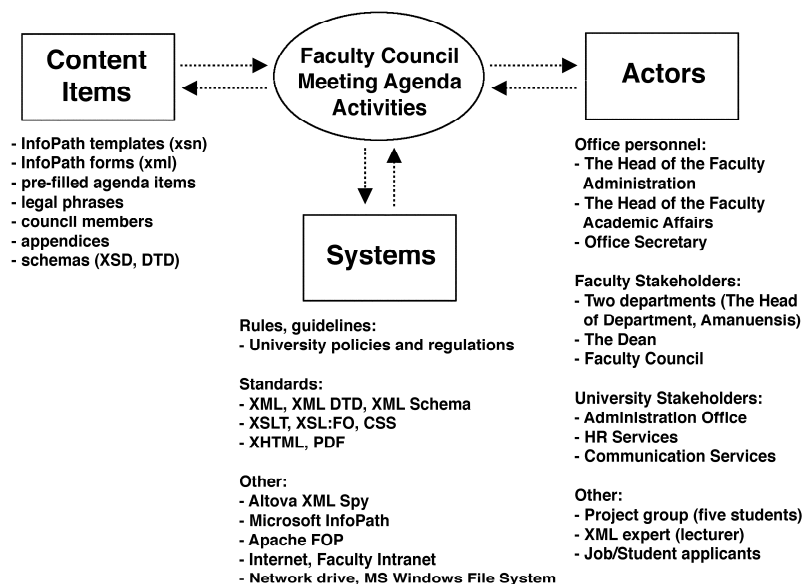 Content
Items
Faculty Council
Meeting Agenda
Activities
Actors
- InfoPath templates (xsn)
- InfoPath forms (xml)
- pre-filled agenda items
- legal phrases
- council members
- appendices
- schemas (XSD, DTD)
Systems
Rules, guidelines:
- University policies and regulations
Standards:
- XML, XML DTD, XML Schema
- XSLT, XSL:FO, CSS
- XHTML, PDF
Other:
- Altova XML Spy
- Microsoft InfoPath
- Apache FOP
- Internet, Faculty Intranet
- Network drive, MS Windows File System
Office personnel:
- The Head of the Faculty
Administration
- The Head of the Faculty
Academic Affairs
- Office Secretary
Faculty Stakeholders:
- Two departments (The Head
of Department, Amanuensis)
- The Dean
- Faculty Council
University Stakeholders:
- Administration Office
- HR Services
- Communication Services
Other:
- Project group (five students)
- XML expert (lecturer)
- Job/Student applicants